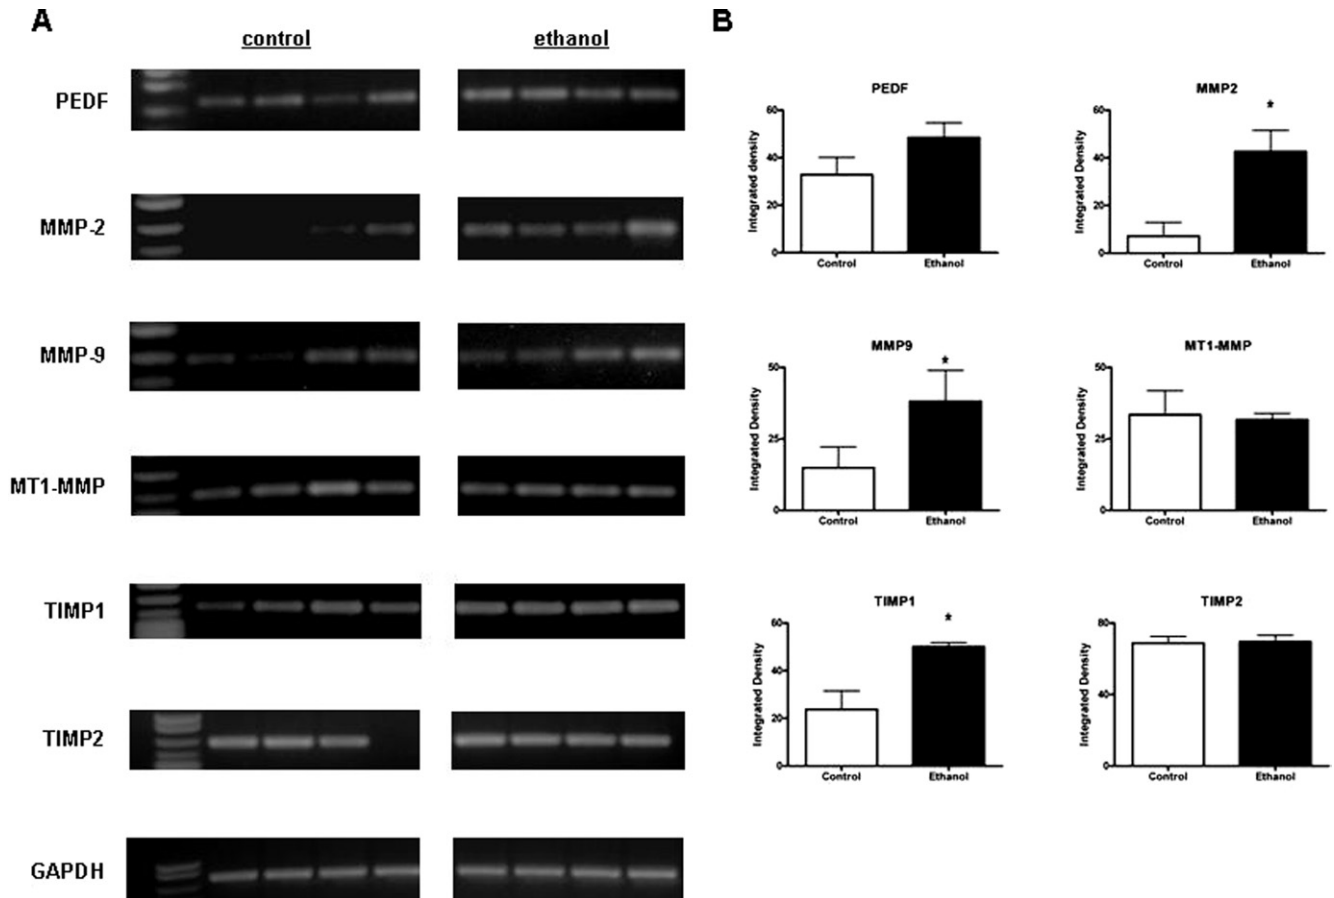 A
control ethanol
PEDF
MMP-2
MMP-9
MT1-MMP
TIMP1
TIMP2
GAPDH
B
PEDF
Integrated density
60
40
20
0
Control Ethanol
MMP2
*
Integrated Density
60
40
20
0
Control Ethanol
MMP9
*
Integrated Density
50
25
0
Control Ethanol
MT1-MMP
Integrated Density
50
25
0
Control Ethanol
TIMP1
*
Integrated Density
60
40
20
0
Control Ethanol
TIMP2
Integrated Density
80
40
0
Control Ethanol